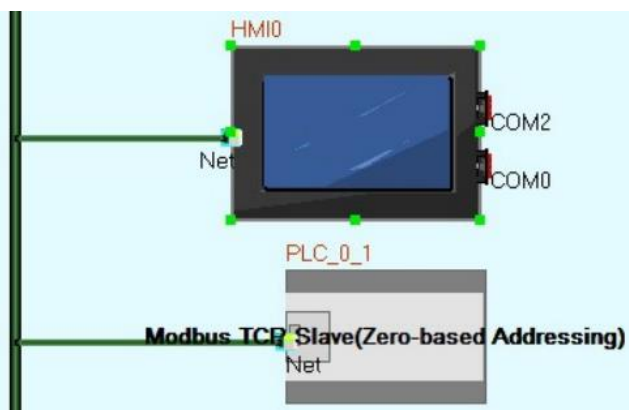 HMI0
COM2
Net
COM0
PLC_0_1
Modbus TCP Slave(Zero-based Addressing)
Net